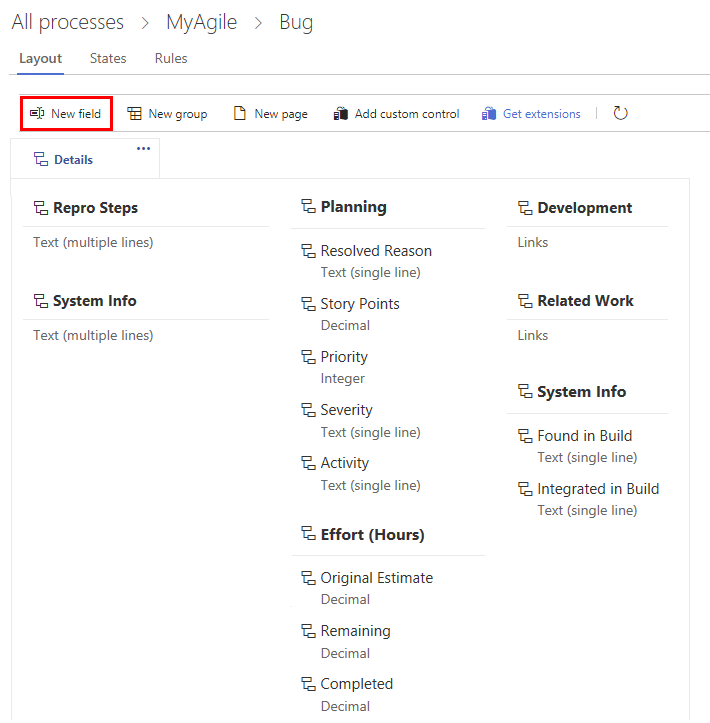 All processes > MyAgile > Bug
Layout States Rules
New field New group New page Add custom control Get extensions
Details ...
Repro Steps
Text (multiple lines)
System Info
Text (multiple lines)
Planning
Resolved Reason
Text (single line)
Story Points
Decimal
Priority
Integer
Severity
Text (single line)
Activity
Text (single line)
Effort (Hours)
Original Estimate
Decimal
Remaining
Decimal
Completed
Decimal
Development
Links
Related Work
Links
System Info
Found in Build
Text (single line)
Integrated in Build
Text (single line)